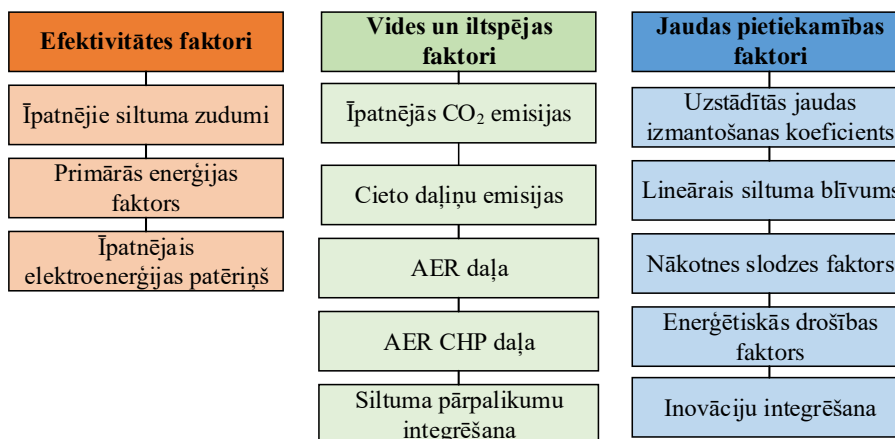 Efektivitātes faktori
Īpatnējie siltuma zudumi
Primārās enerģijas
faktors
Īpatnējais
elektroenerģijas patēriņš
Vides un iltspējas
faktori
Īpatnējās CO₂ emisijas
Cieto daļiņu emisijas
AER daļa
AER CHP daļa
Siltuma pārpalikumu
integrēšana
Jaudas pietiekamības
faktori
Uzstādītās jaudas
izmantošanas koeficients
Lineārais siltuma blīvums
Nākotnes slodzes faktors
Enerģētiskās drošības
faktors
Inovāciju integrēšana